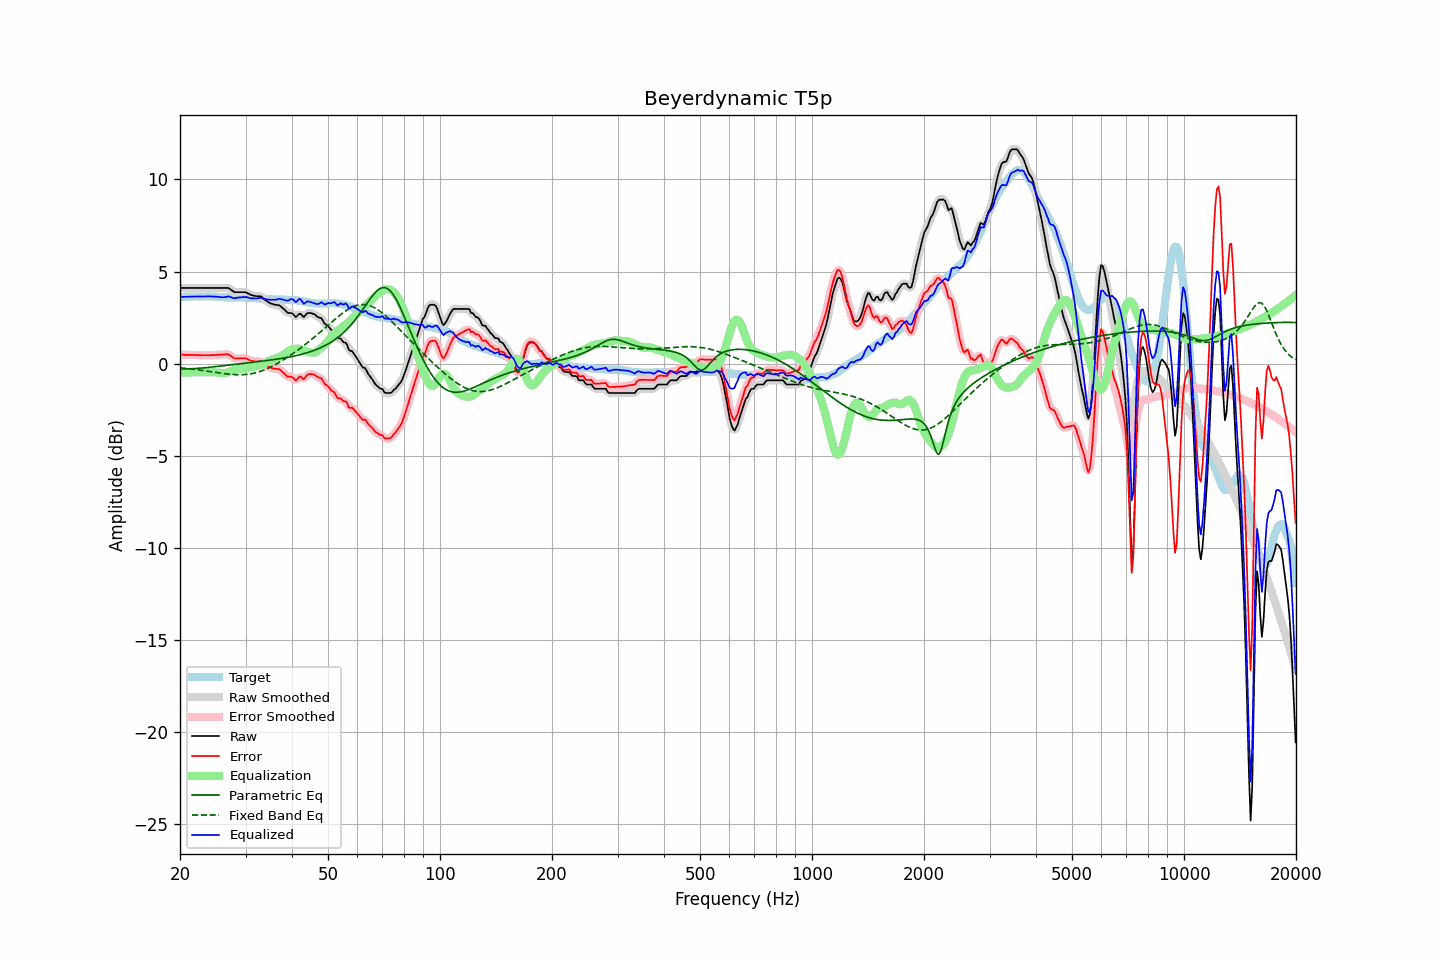 Beyerdynamic T5p
Amplitude (dBr)
10
5
0
−5
−10
−15
−20
−25
Target
Raw Smoothed
Error Smoothed
Raw
Error
Equalization
Parametric Eq
Fixed Band Eq
Equalized
20 50 100 200 500 1000 2000 5000 10000 20000
Frequency (Hz)